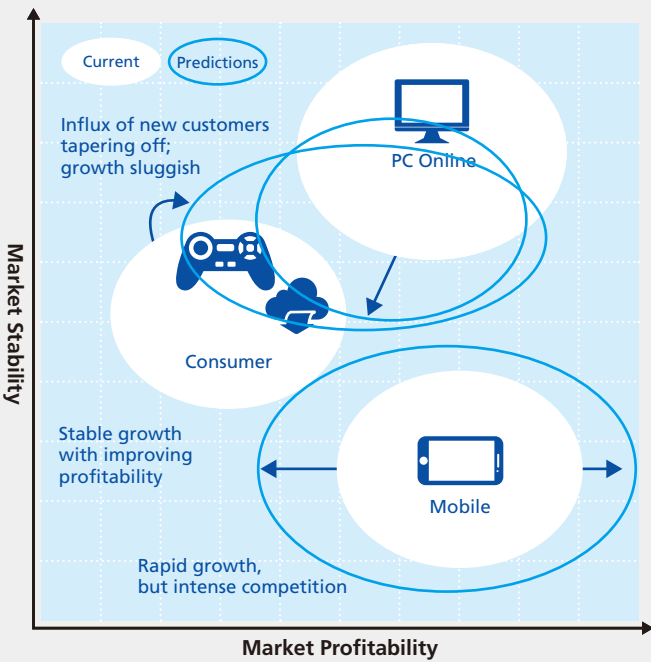 Current
Predictions
Influx of new customers
tapering off;
growth sluggish
PC Online
Consumer
Stable growth
with improving
profitability
Mobile
Rapid growth,
but intense competition
Market Stability
Market Profitability